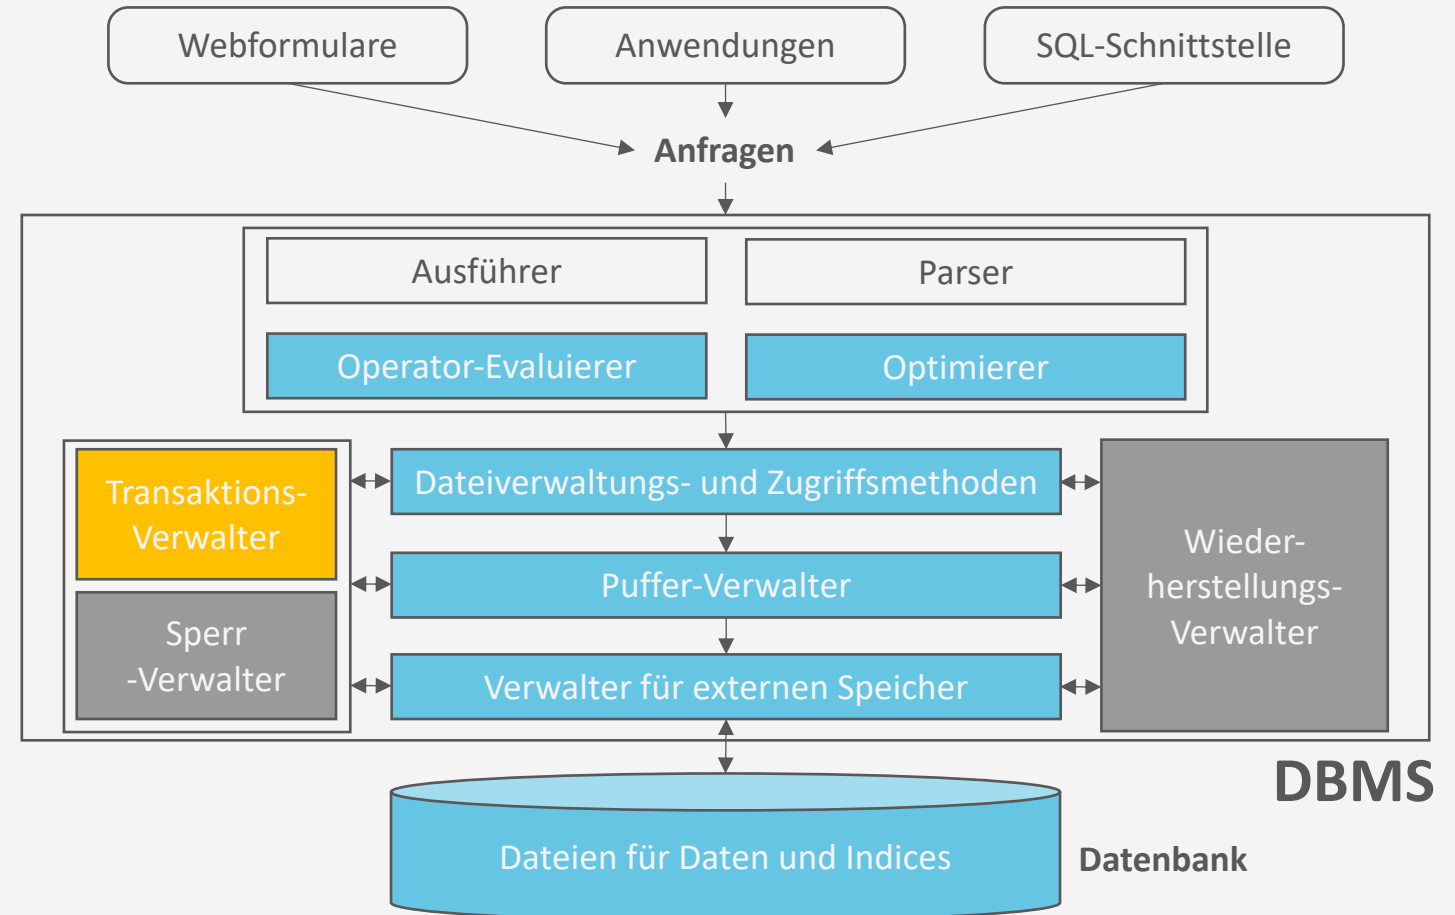 Webformulare
Anwendungen
SQL-Schnittstelle
Anfragen
Ausführer
Parser
Operator-Evaluierer
Optimierer
Transaktions-
Verwalter
Sperr
-Verwalter
Dateiverwaltungs- und Zugriffsmethoden
Puffer-Verwalter
Verwalter für externen Speicher
Wieder-
herstellungs-
Verwalter
DBMS
Dateien für Daten und Indices
Datenbank